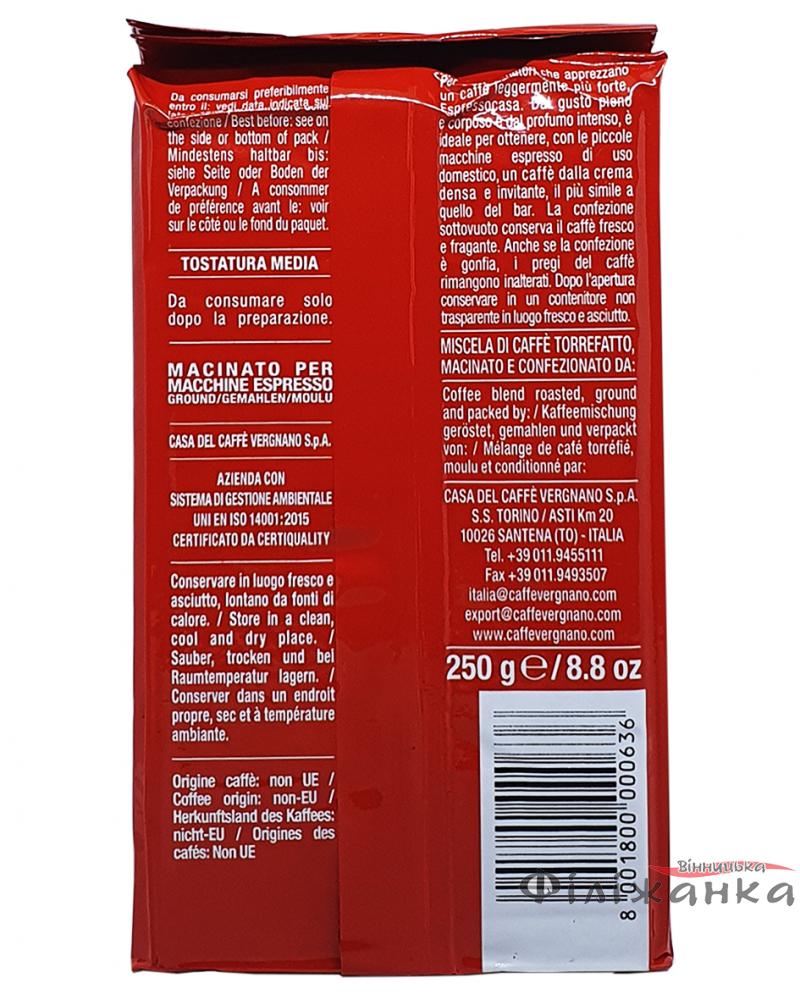 Da consumarsi preferibilmente
entro il: vedi data indicata sul
confezione / Best before: see on
the side or bottom of pack /
Mindestens haltbar bis:
siehe Seite oder Boden der
Verpackung / A consommer
de préférence avant le: voir
sur le côté ou le fond du paquet.
TOSTATURA MEDIA
Da consumare solo
dopo la preparazione.
MACINATO PER
MACCHINE ESPRESSO
GROUND/GEMAHLEN/MOULU
CASA DEL CAFFÈ VERGNANO S.p.A.
AZIENDA CON
SISTEMA DI GESTIONE AMBIENTALE
UNI EN ISO 14001:2015
CERTIFICATO DA CERTIQUALITY
Conservare in luogo fresco e
asciutto, lontano da fonti di
calore. / Store in a clean,
cool and dry place. /
Sauber, trocken und bei
Raumtemperatur lagern. /
Conserver dans un endroit
propre, sec et à température
ambiante.
Origine caffè: non UE /
Coffee origin: non-EU /
Herkunftsland des Kaffees:
nicht-EU / Origines des
cafés: Non UE
che apprezzano
un caffè leggermente più forte,
Espressocasa. Dal gusto pieno
e corposo e dal profumo intenso, è
ideale per ottenere, con le piccole
macchine espresso di uso
domestico, un caffè dalla crema
densa e invitante, il più simile a
quello del bar. La confezione
sottovuoto conserva il caffè fresco
e fragante. Anche se la confezione
è gonfia, i pregi del caffè
rimangono inalterati. Dopo l'apertura
conservare in un contenitore non
trasparente in luogo fresco e asciutto.
MISCELA DI CAFFÈ TORREFATTO,
MACINATO E CONFEZIONATO DA:
Coffee blend roasted, ground
and packed by: / Kaffeemischung
geröstet, gemahlen und verpackt
von: / Mélange de café torréfié,
moulu et conditionné par:
CASA DEL CAFFÈ VERGNANO S.p.A.
S.S. TORINO / ASTI Km 20
10026 SANTENA (TO) - ITALIA
Tel. +39 011.9455111
Fax +39 011.9493507
italia@caffevergnano.com
export@caffevergnano.com
www.caffevergnano.com
250 g e / 8.8 oz
8 001800 000636
Вінницька
Філіжанка